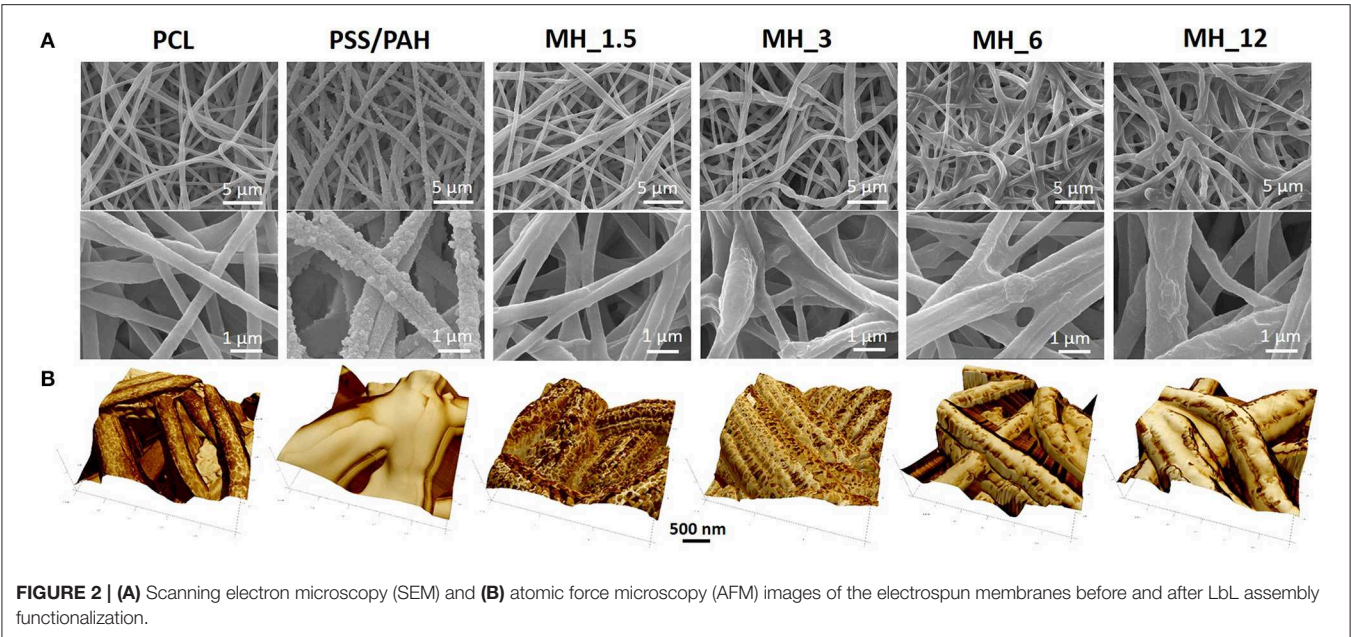 A
PCL PSS/PAH MH_1.5 MH_3 MH_6 MH_12
5 µm 5 µm 5 µm 5 µm 5 µm 5 µm
1 µm 1 µm 1 µm 1 µm 1 µm 1 µm
B
500 nm
FIGURE 2 | (A) Scanning electron microscopy (SEM) and (B) atomic force microscopy (AFM) images of the electrospun membranes before and after LbL assembly
functionalization.